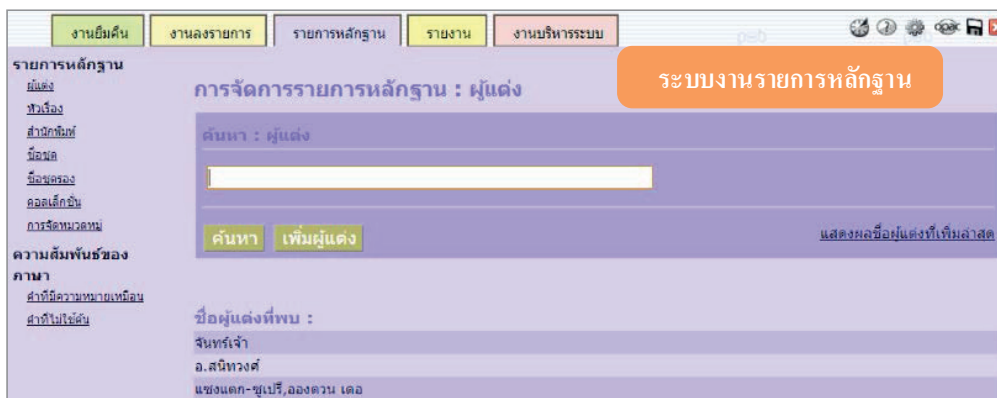 งานยืมคืน
งานลงรายการ
รายการหลักฐาน
รายงาน
งานบริหารระบบ
pmb
ระบบงานรายการหลักฐาน
รายการหลักฐาน
ผู้แต่ง
หัวเรื่อง
สำนักพิมพ์
ชื่อชุด
ชื่อชุดรอง
คอลเล็กชั่น
การจัดหมวดหมู่
ความสัมพันธ์ของ
ภาษา
คำที่มีความหมายเหมือน
คำที่ไม่ใช้ค้น
การจัดการรายการหลักฐาน : ผู้แต่ง
ค้นหา : ผู้แต่ง
ค้นหา
เพิ่มผู้แต่ง
แสดงผลชื่อผู้แต่งที่เพิ่มล่าสุด
ชื่อผู้แต่งที่พบ :
จันทร์เจ้า
อ.สนิทวงศ์
แซงแตก-ซูเปรี,อองตวน เดอ